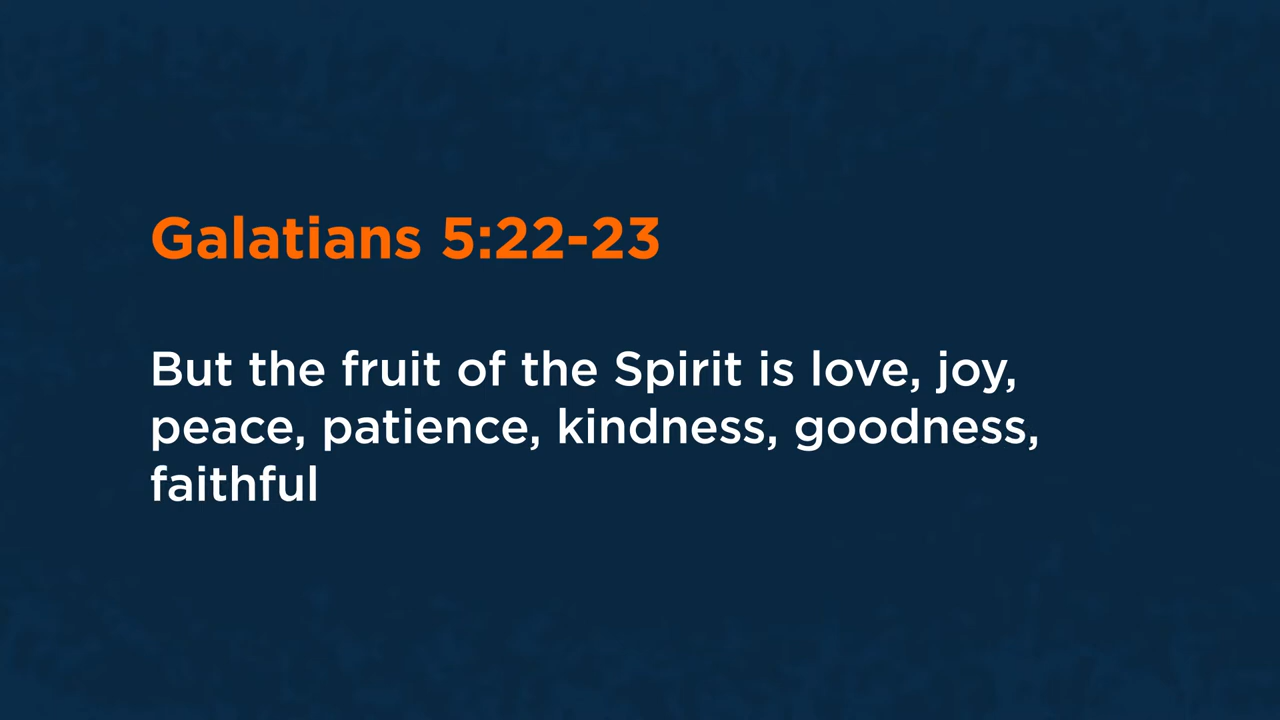 Galatians 5:22-23
But the fruit of the Spirit is love, joy,
peace, patience, kindness, goodness,
faithful